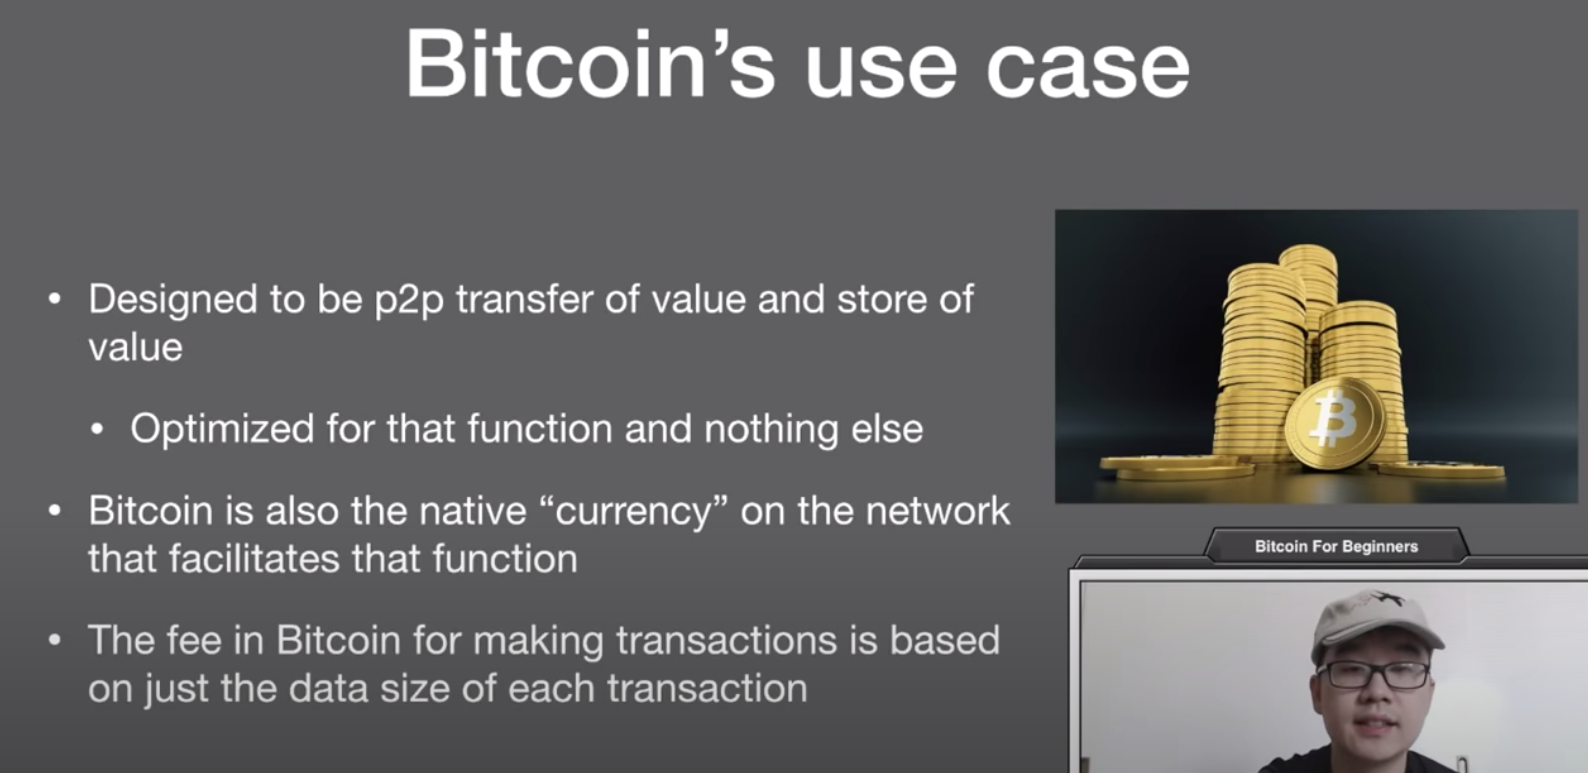 Bitcoin’s use case
• Designed to be p2p transfer of value and store of
value
• Optimized for that function and nothing else
• Bitcoin is also the native “currency” on the network
that facilitates that function
• The fee in Bitcoin for making transactions is based
on just the data size of each transaction
Bitcoin For Beginners